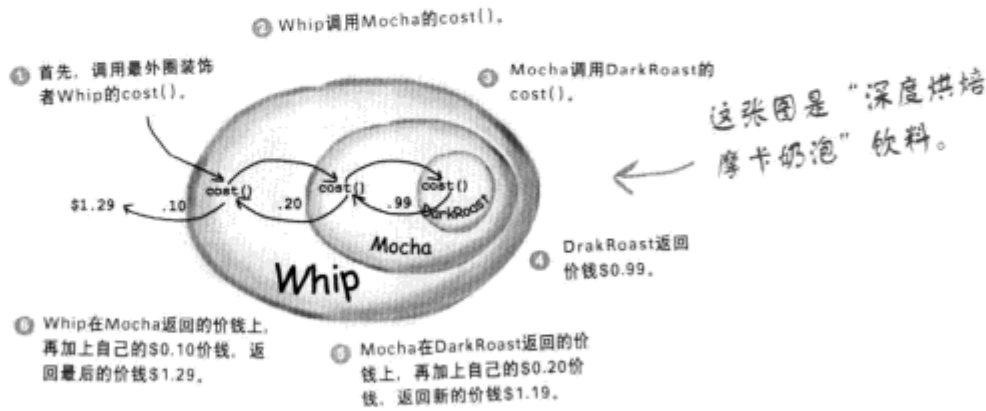 ② Whip调用Mocha的cost()。
① 首先，调用最外圈装饰
者Whip的cost()。
③ Mocha调用DarkRoast的
cost()。
这张图是“深度烘焙
摩卡奶泡”饮料。
cost()
cost()
cost()
$1.29
.10
.20
.99
DarkRoast
Mocha
Whip
④ DrakRoast返回
价钱$0.99。
⑥ Whip在Mocha返回的价钱上，
再加上自己的$0.10价钱，返
回最后的价钱$1.29。
⑤ Mocha在DarkRoast返回的价
钱上，再加上自己的$0.20价
钱，返回新的价钱$1.19。